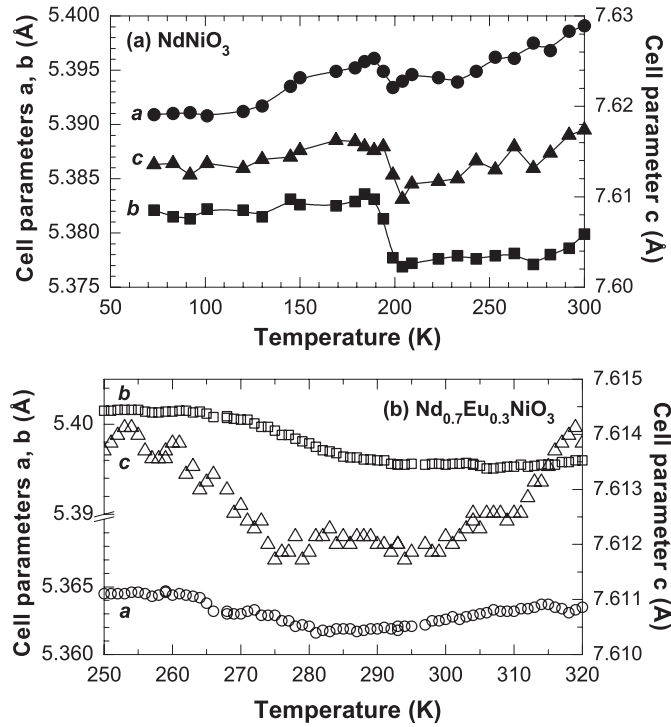 (a) NdNiO₃
5.400
5.395
5.390
5.385
5.380
5.375
Cell parameters a, b (Å)
a
c
b
7.63
7.62
7.61
7.60
Cell parameter c (Å)
50 100 150 200 250 300
Temperature (K)
(b) Nd₀.₇Eu₀.₃NiO₃
5.40
5.39
5.365
5.360
Cell parameters a, b (Å)
b
c
a
7.615
7.614
7.613
7.612
7.611
7.610
Cell parameter c (Å)
250 260 270 280 290 300 310 320
Temperature (K)